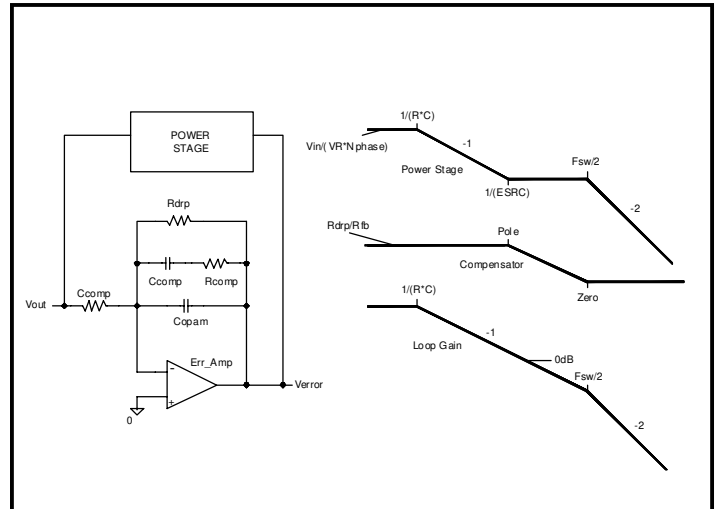 POWER
STAGE
Rdrp
Ccomp
Rcomp
Vout
Ccomp
Copam
Err_Amp
-
+
0
Verror
1/(R*C)
Vin/(VR*Nphase)
-1
Power Stage
Fsw/2
1/(ESRC)
-2
Rdrp/Rfb
Pole
Compensator
Zero
1/(R*C)
-1
Loop Gain
0dB
Fsw/2
-2